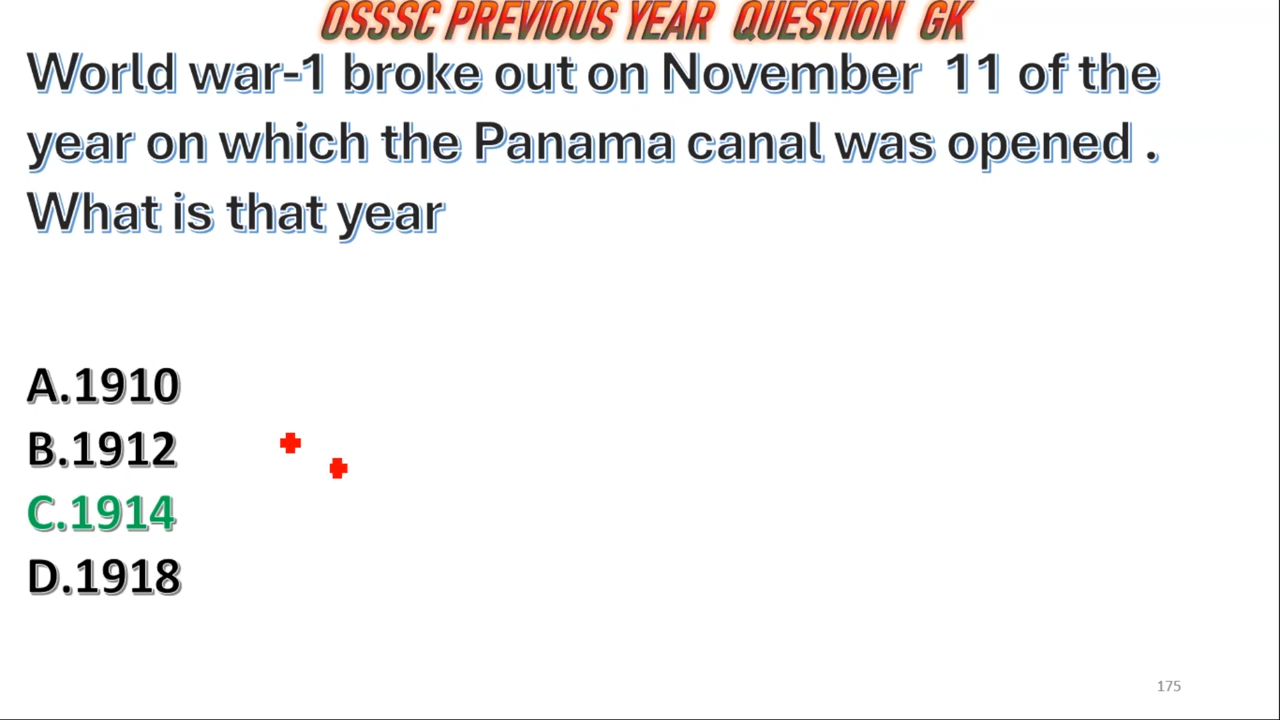 OSSSC PREVIOUS YEAR QUESTION GK
World war-1 broke out on November 11 of the
year on which the Panama canal was opened .
What is that year
A.1910
B.1912
C.1914
D.1918
175